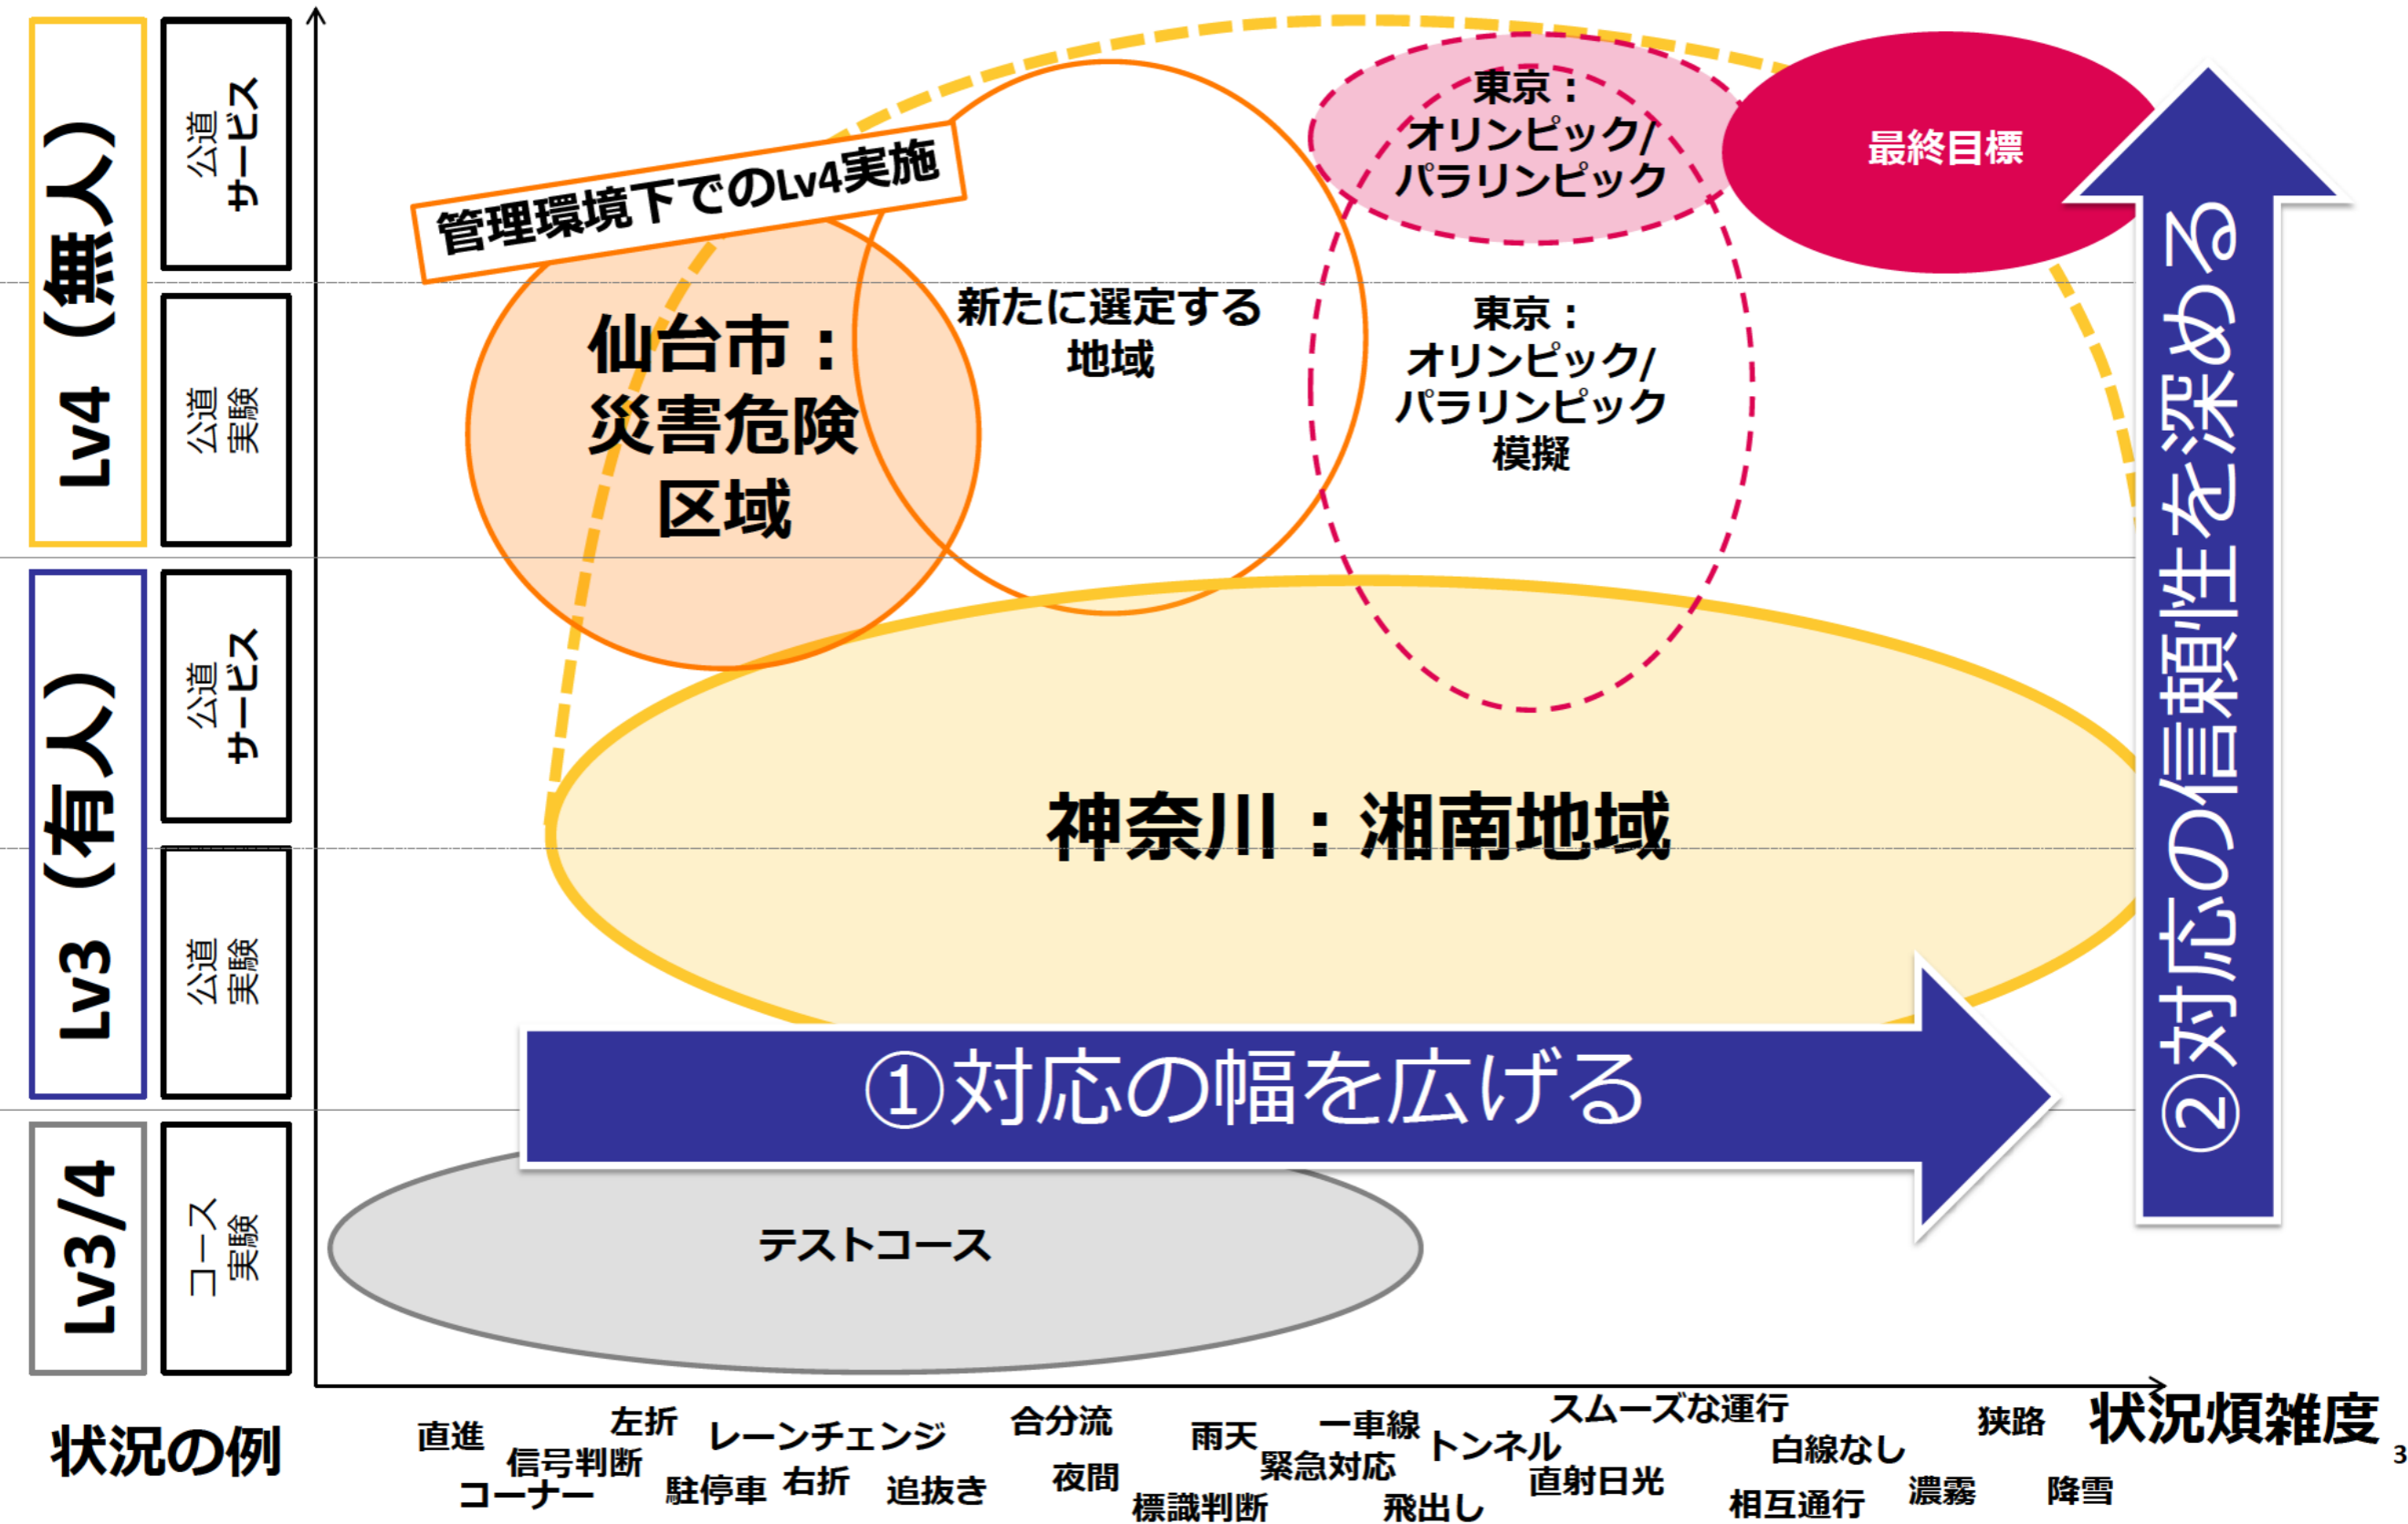 Lv4（無人）
公道
サービス
公道
実験
Lv3（有人）
公道
サービス
公道
実験
Lv3/4
コース
実験
管理環境下でのLv4実施
仙台市：
災害危険
区域
新たに選定する
地域
東京：
オリンピック/
パラリンピック
東京：
オリンピック/
パラリンピック
模擬
最終目標
神奈川：湘南地域
①対応の幅を広げる
②対応の信頼性を深める
テストコース
状況の例
直進
信号判断
コーナー
左折
駐停車
レーンチェンジ
右折
追抜き
合分流
夜間
標識判断
雨天
緊急対応
一車線
飛出し
トンネル
スムーズな運行
直射日光
白線なし
相互通行
濃霧
狭路
降雪
状況煩雑度
3